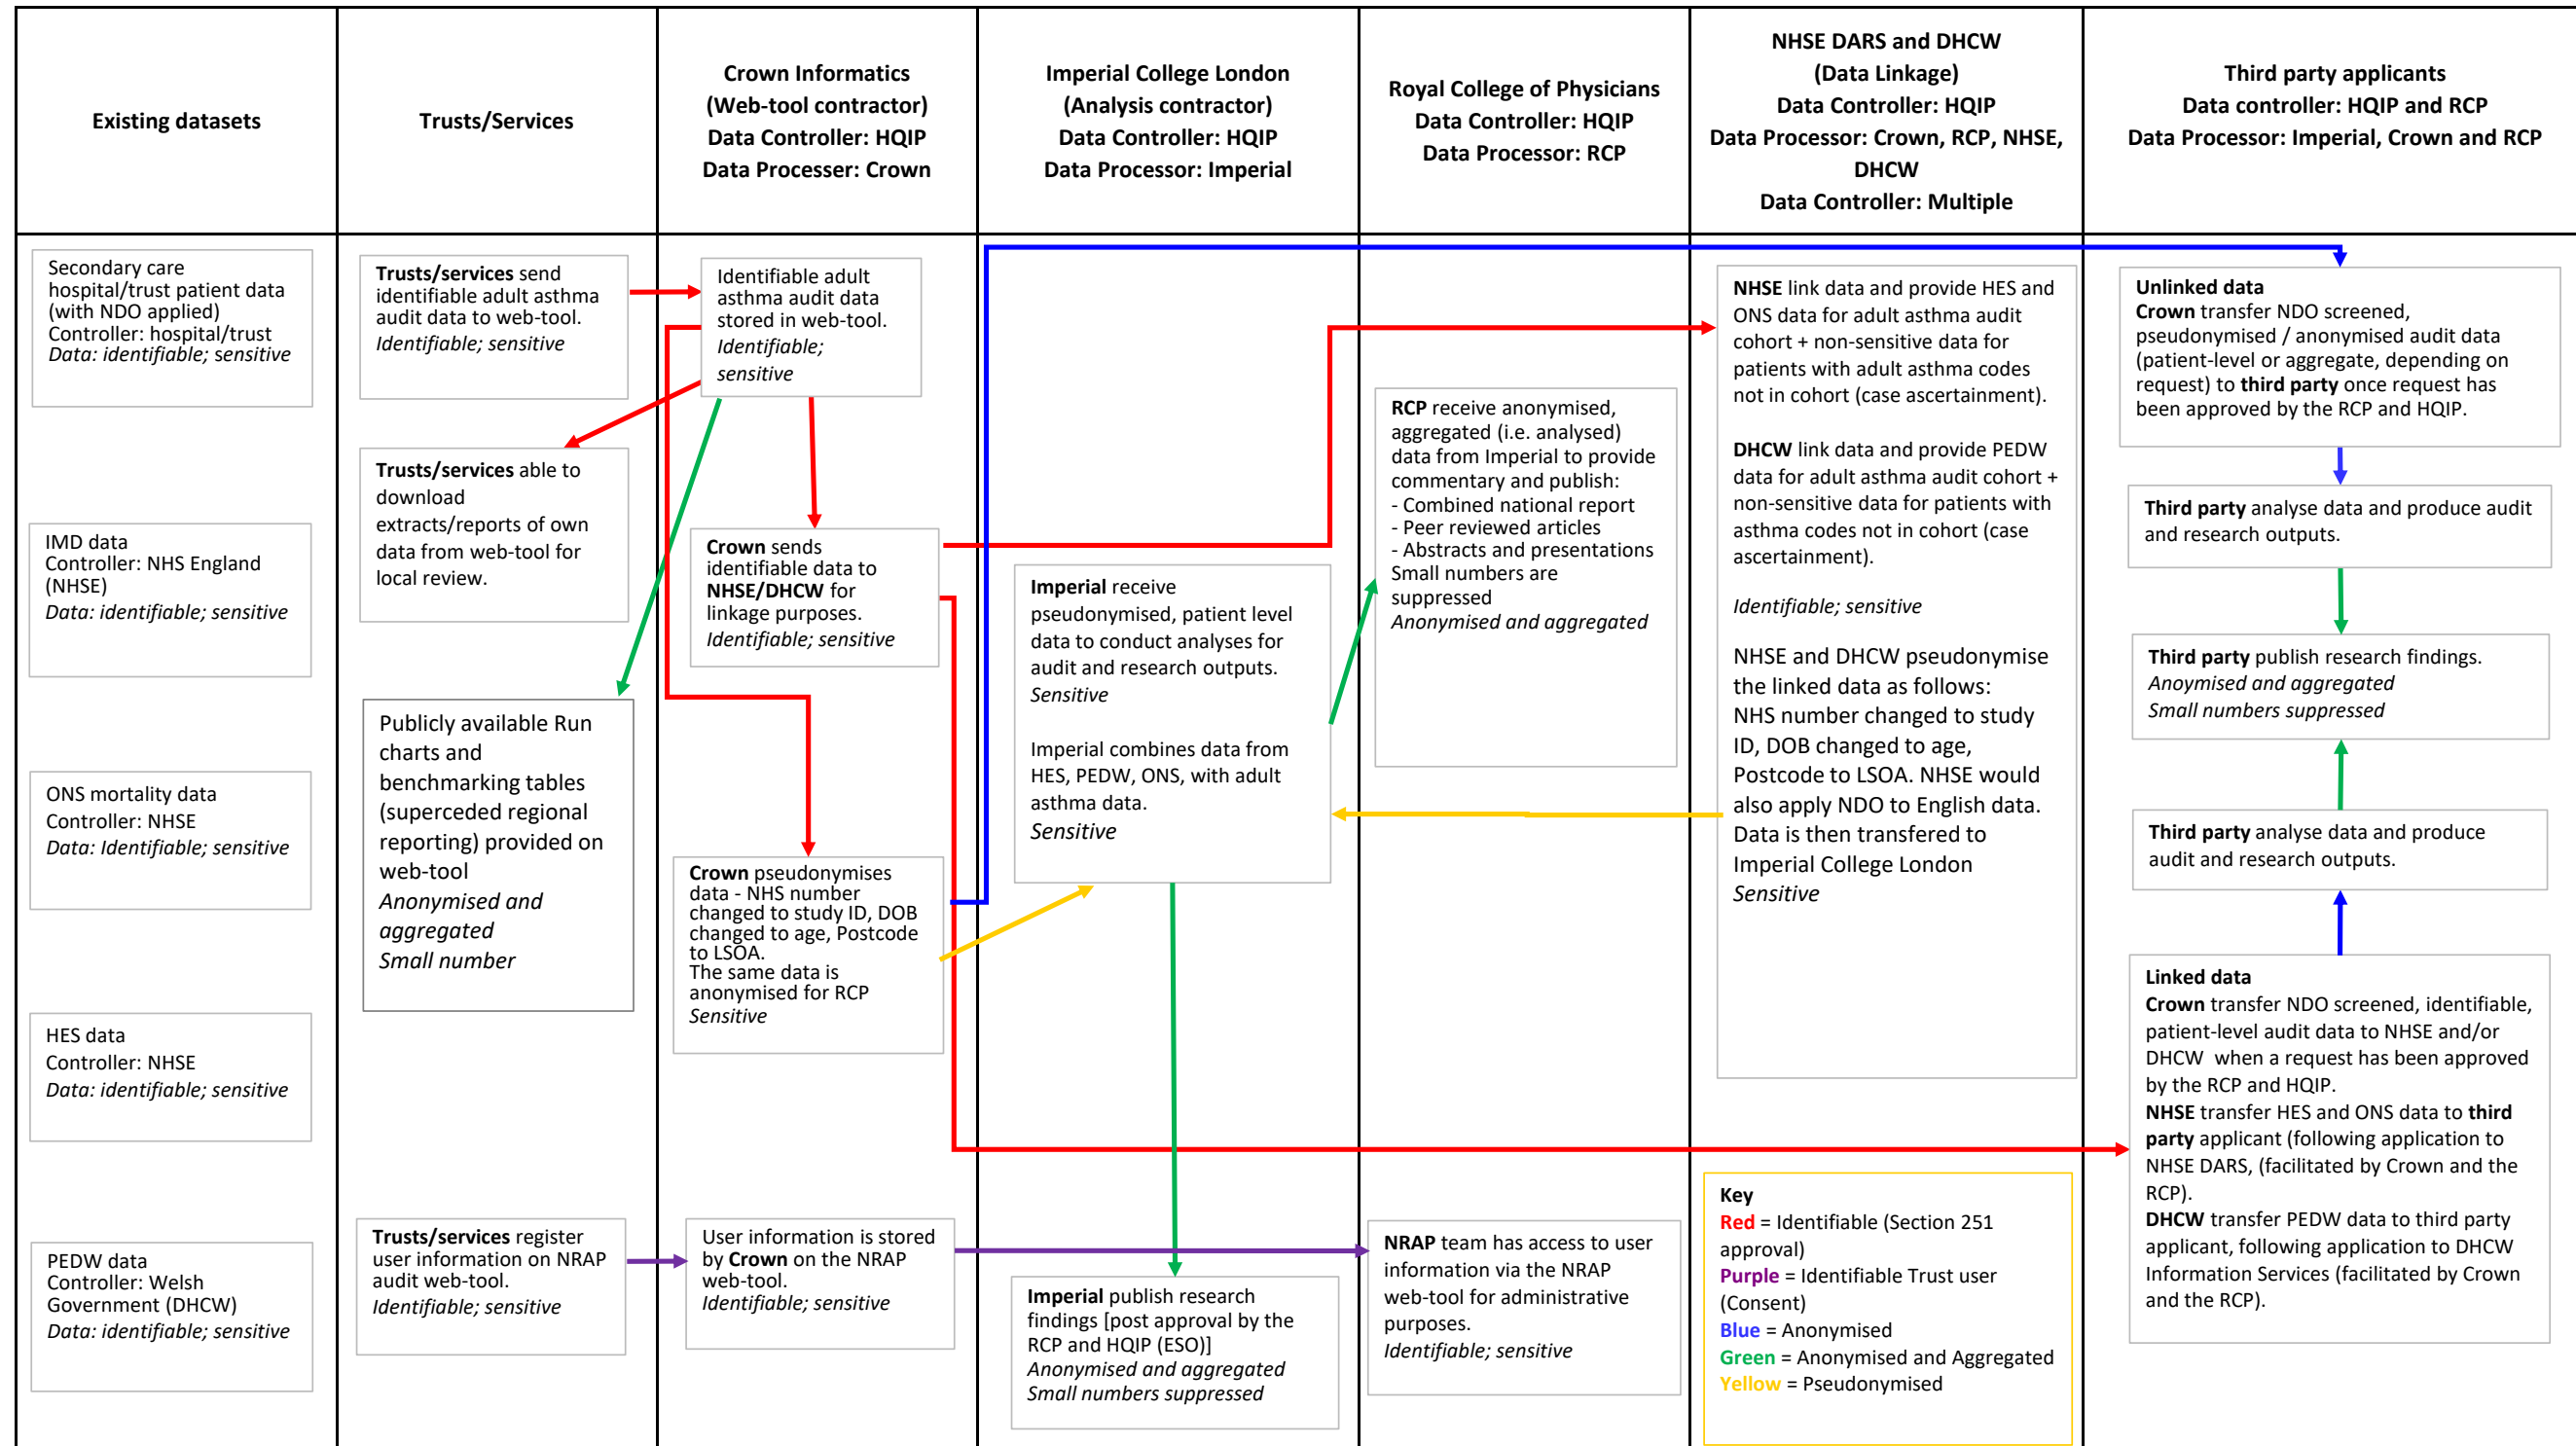 Existing datasets
Trusts/Services
Crown Informatics
(Web-tool contractor)
Data Controller: HQIP
Data Processer: Crown
Imperial College London
(Analysis contractor)
Data Controller: HQIP
Data Processor: Imperial
Royal College of Physicians
Data Controller: HQIP
Data Processor: RCP
NHSE DARS and DHCW
(Data Linkage)
Data Controller: HQIP
Data Processor: Crown, RCP, NHSE,
DHCW
Data Controller: Multiple
Third party applicants
Data controller: HQIP and RCP
Data Processor: Imperial, Crown and RCP
Secondary care
hospital/trust patient data
(with NDO applied)
Controller: hospital/trust
Data: identifiable; sensitive
IMD data
Controller: NHS England
(NHSE)
Data: identifiable; sensitive
ONS mortality data
Controller: NHSE
Data: Identifiable; sensitive
HES data
Controller: NHSE
Data: identifiable; sensitive
PEDW data
Controller: Welsh
Government (DHCW)
Data: identifiable; sensitive
Trusts/services send
identifiable adult asthma
audit data to web-tool.
Identifiable; sensitive
Trusts/services able to
download
extracts/reports of own
data from web-tool for
local review.
Publicly available Run
charts and
benchmarking tables
(superceded regional
reporting) provided on
web-tool
Anonymised and
aggregated
Small number
Trusts/services register
user information on NRAP
audit web-tool.
Identifiable; sensitive
Identifiable adult
asthma audit data
stored in web-tool.
Identifiable;
sensitive
Crown sends
identifiable data to
NHSE/DHCW for
linkage purposes.
Identifiable; sensitive
Crown pseudonymises
data - NHS number
changed to study ID, DOB
changed to age, Postcode
to LSOA.
The same data is
anonymised for RCP
Sensitive
User information is stored
by Crown on the NRAP
web-tool.
Identifiable; sensitive
Imperial receive
pseudonymised, patient level
data to conduct analyses for
audit and research outputs.
Sensitive
Imperial combines data from
HES, PEDW, ONS, with adult
asthma data.
Sensitive
Imperial publish research
findings [post approval by the
RCP and HQIP (ESO)]
Anonymised and aggregated
Small numbers suppressed
RCP receive anonymised,
aggregated (i.e. analysed)
data from Imperial to provide
commentary and publish:
- Combined national report
- Peer reviewed articles
- Abstracts and presentations
Small numbers are
suppressed
Anonymised and aggregated
NRAP team has access to user
information via the NRAP
web-tool for administrative
purposes.
Identifiable; sensitive
NHSE link data and provide HES and
ONS data for adult asthma audit
cohort + non-sensitive data for
patients with adult asthma codes
not in cohort (case ascertainment).
DHCW link data and provide PEDW
data for adult asthma audit cohort +
non-sensitive data for patients with
asthma codes not in cohort (case
ascertainment).
Identifiable; sensitive
NHSE and DHCW pseudonymise
the linked data as follows:
NHS number changed to study
ID, DOB changed to age,
Postcode to LSOA. NHSE would
also apply NDO to English data.
Data is then transfered to
Imperial College London
Sensitive
Key
Red = Identifiable (Section 251
approval)
Purple = Identifiable Trust user
(Consent)
Blue = Anonymised
Green = Anonymised and Aggregated
Yellow = Pseudonymised
Unlinked data
Crown transfer NDO screened,
pseudonymised / anonymised audit data
(patient-level or aggregate, depending on
request) to third party once request has
been approved by the RCP and HQIP.
Third party analyse data and produce audit
and research outputs.
Third party publish research findings.
Anoymised and aggregated
Small numbers suppressed
Third party analyse data and produce
audit and research outputs.
Linked data
Crown transfer NDO screened, identifiable,
patient-level audit data to NHSE and/or
DHCW when a request has been approved
by the RCP and HQIP.
NHSE transfer HES and ONS data to third
party applicant (following application to
NHSE DARS, (facilitated by Crown and the
RCP).
DHCW transfer PEDW data to third party
applicant, following application to DHCW
Information Services (facilitated by Crown
and the RCP).